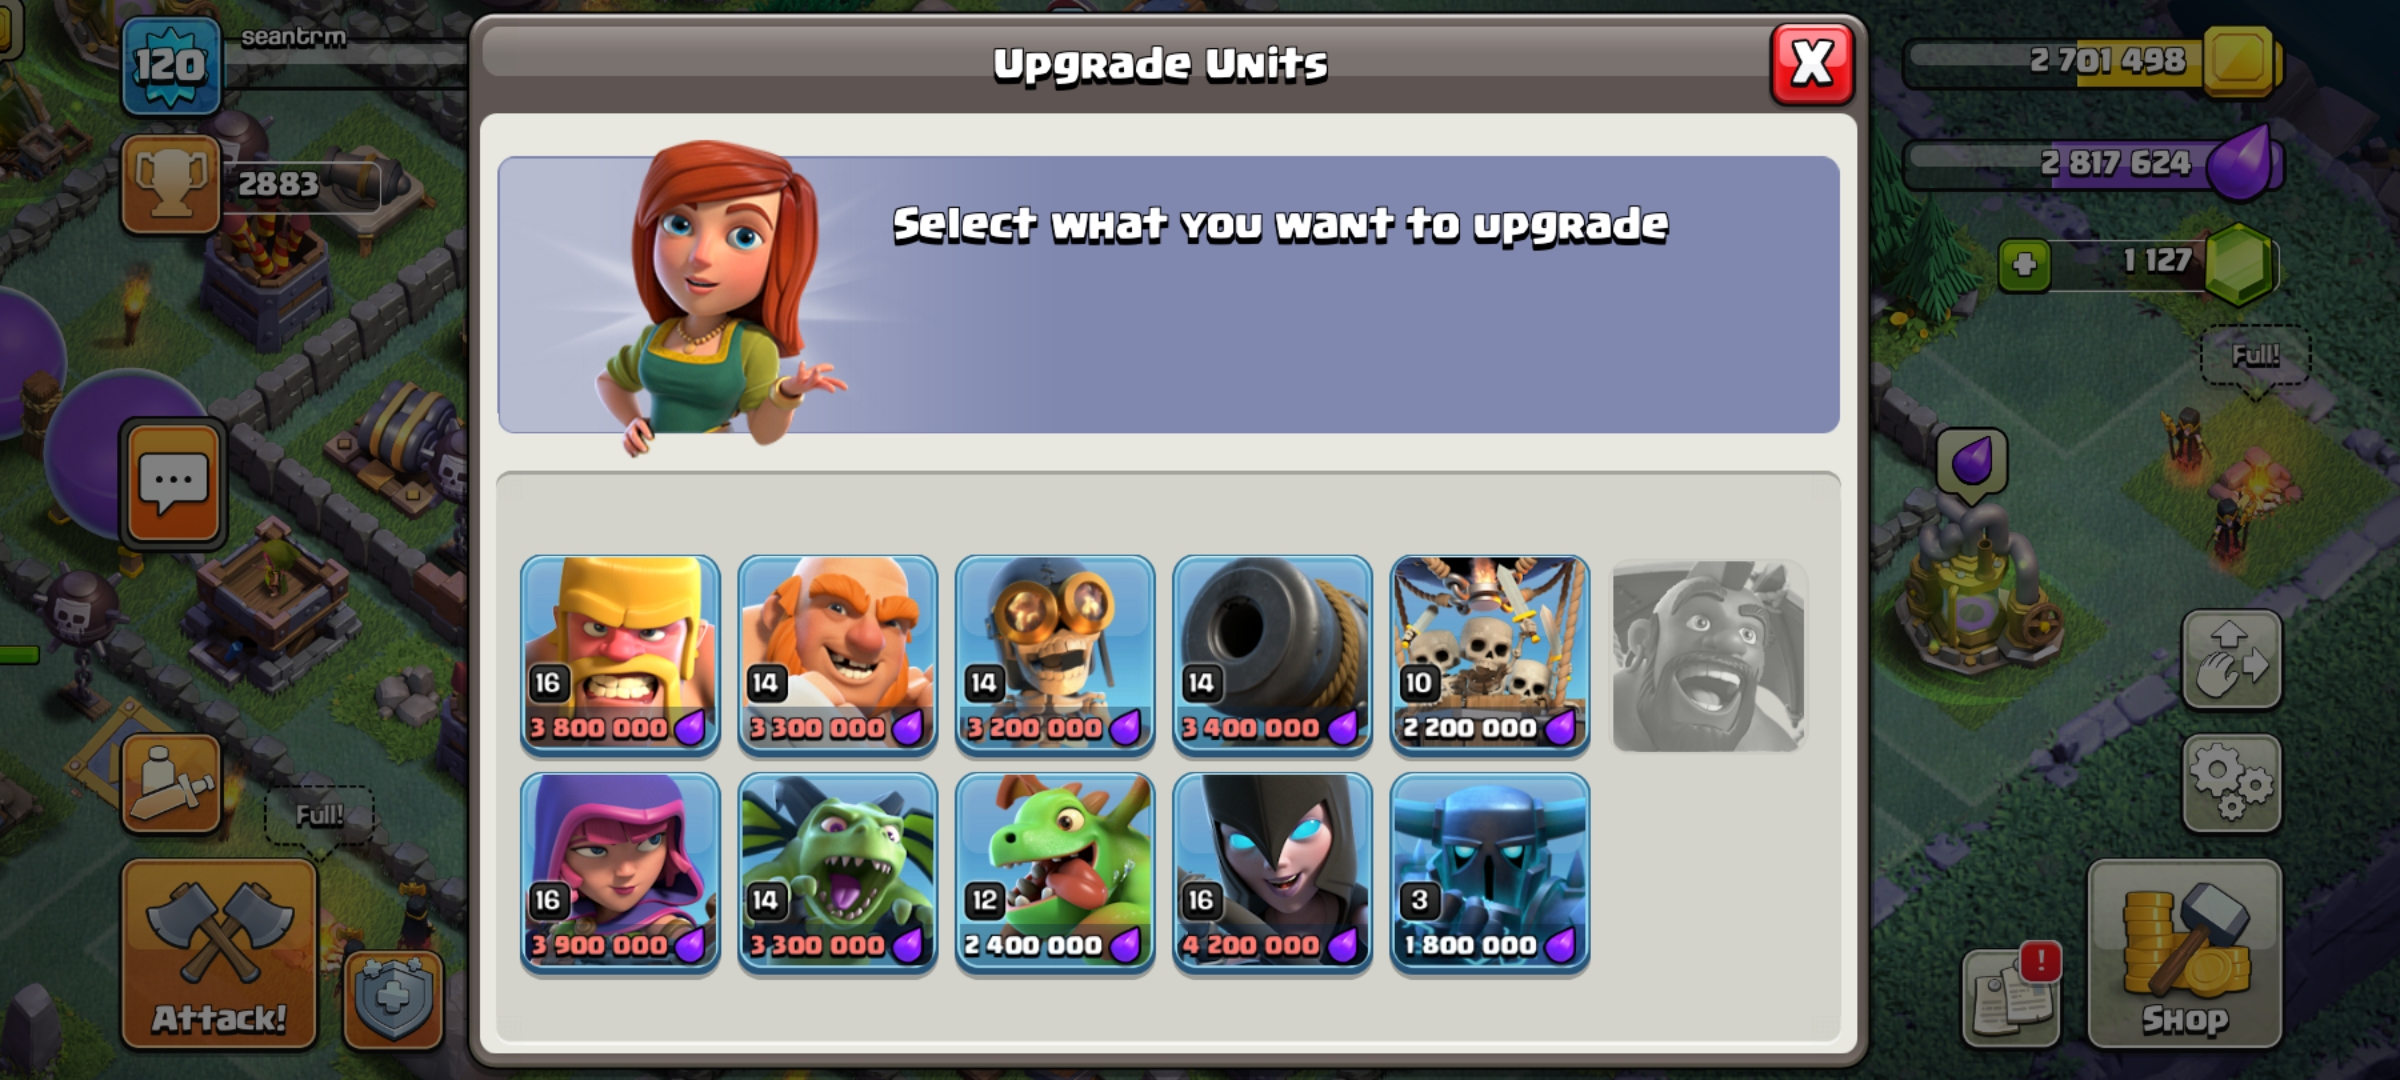 120
seantrm
2883
Upgrade Units
X
2 701 498
2 817 624
1 127
Full!
Select what you want to upgrade
16
3 800 000
14
3 300 000
14
3 200 000
14
3 400 000
10
2 200 000
16
3 900 000
14
3 300 000
12
2 400 000
16
4 200 000
3
1 800 000
Full!
Attack!
!
Shop